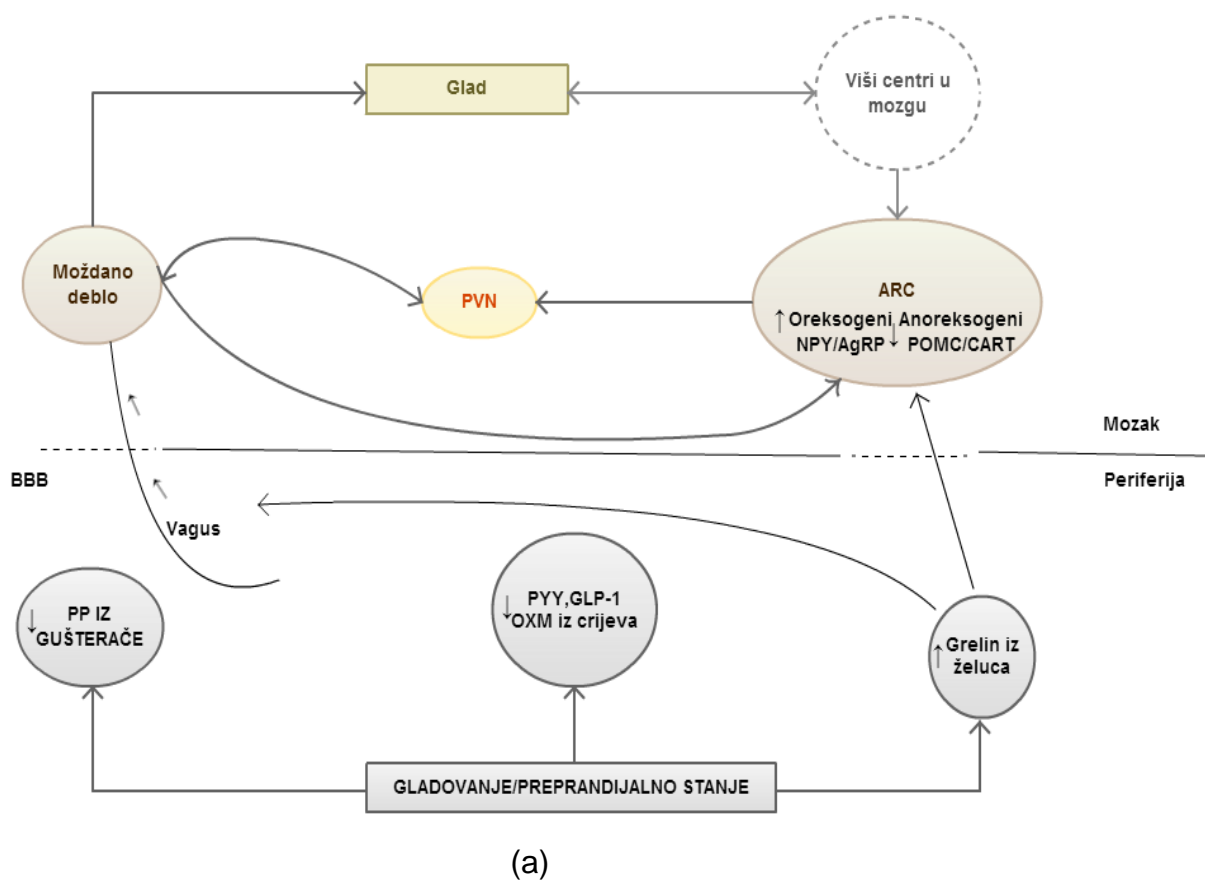 Glad
Viši centri u
mozgu
Moždano
deblo
PVN
ARC
↑ Oreksogeni Anoreksogeni
NPY/AgRP ↓ POMC/CART
Mozak
BBB
Periferija
Vagus
↓ PP IZ
GUŠTERAČE
↓ PYY,GLP-1
OXM iz crijeva
↑ Grelin iz
želuca
GLADOVANJE/PREPRANDIJALNO STANJE
(a)